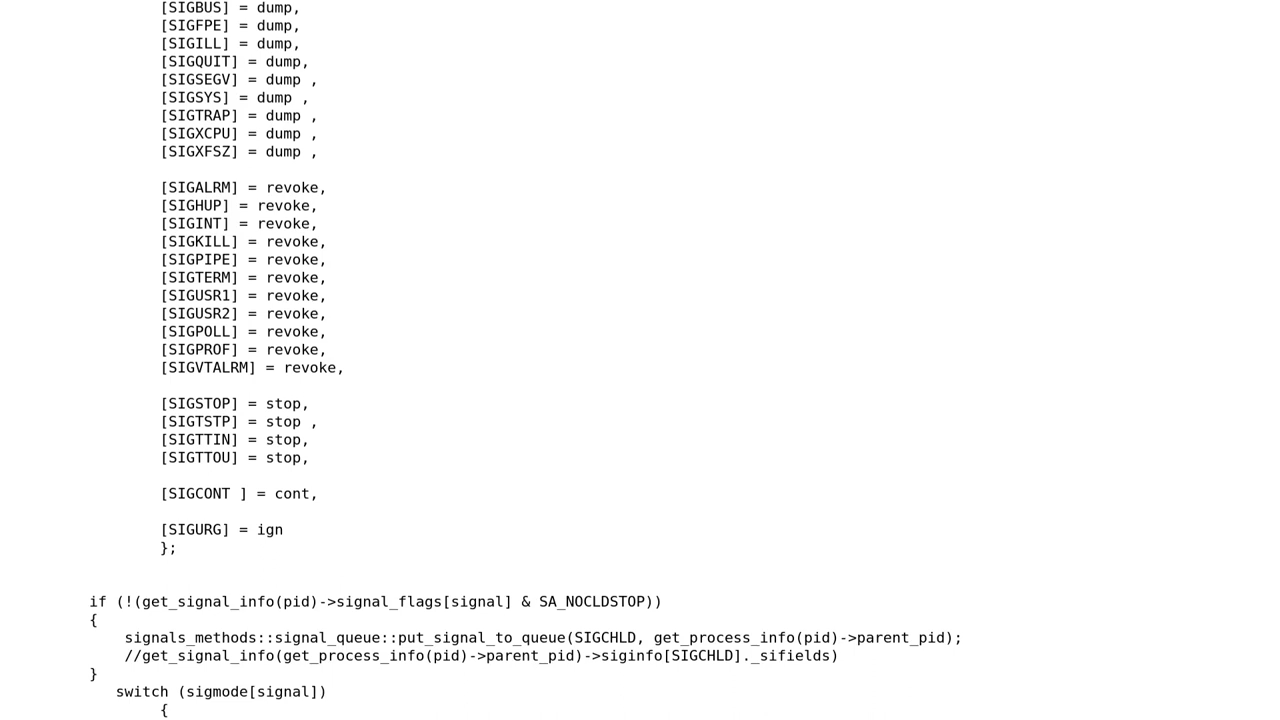 [SIGBUS] = dump,
[SIGFPE] = dump,
[SIGILL] = dump,
[SIGQUIT] = dump,
[SIGSEGV] = dump ,
[SIGSYS] = dump ,
[SIGTRAP] = dump ,
[SIGXCPU] = dump ,
[SIGXFSZ] = dump ,
[SIGALRM] = revoke,
[SIGHUP] = revoke,
[SIGINT] = revoke,
[SIGKILL] = revoke,
[SIGPIPE] = revoke,
[SIGTERM] = revoke,
[SIGUSR1] = revoke,
[SIGUSR2] = revoke,
[SIGPOLL] = revoke,
[SIGPROF] = revoke,
[SIGVTALRM] = revoke,
[SIGSTOP] = stop,
[SIGTSTP] = stop ,
[SIGTTIN] = stop,
[SIGTTOU] = stop,
[SIGCONT ] = cont,
[SIGURG] = ign
};
if (!(get_signal_info(pid)->signal_flags[signal] & SA_NOCLDSTOP))
{
signals_methods::signal_queue::put_signal_to_queue(SIGCHLD, get_process_info(pid)->parent_pid);
//get_signal_info(get_process_info(pid)->parent_pid)->siginfo[SIGCHLD]._sifields)
}
switch (sigmode[signal])
{